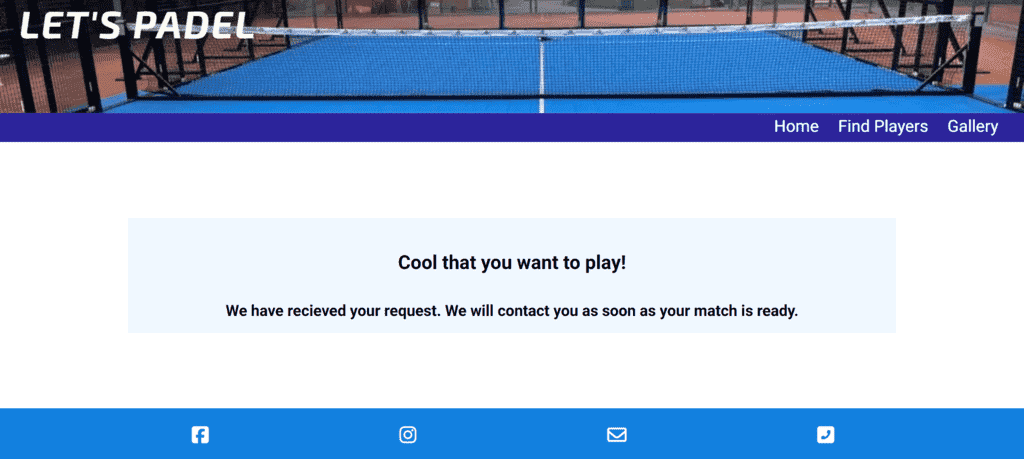 LET'S PADEL
Home Find Players Gallery
Cool that you want to play!
We have recieved your request. We will contact you as soon as your match is ready.